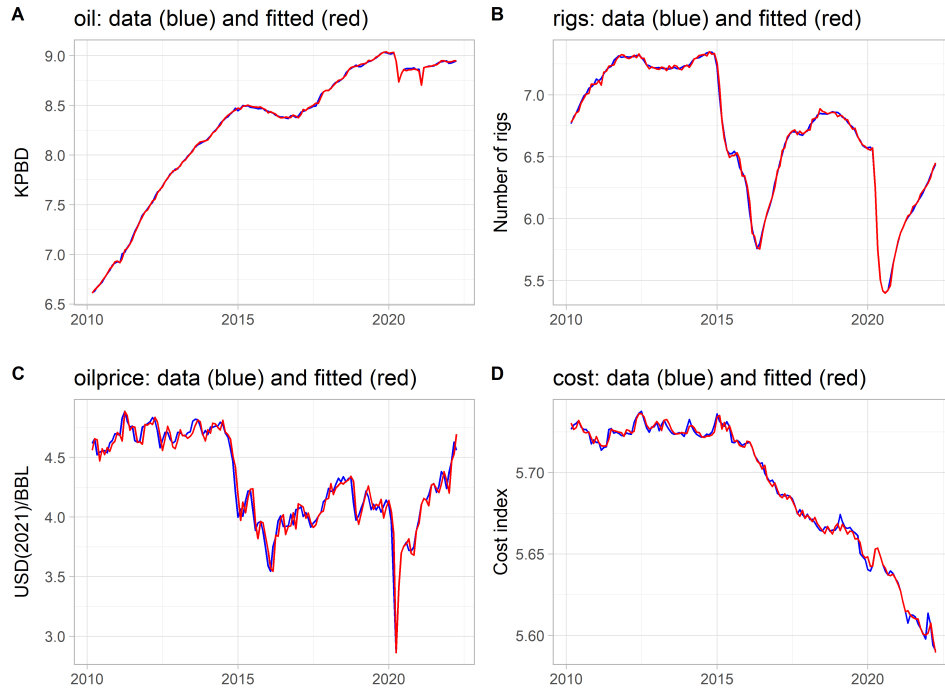 A
oil: data (blue) and fitted (red)
KPBD
9.0
8.5
8.0
7.5
7.0
6.5
2010
2015
2020
B
rigs: data (blue) and fitted (red)
Number of rigs
7.0
6.5
6.0
5.5
2010
2015
2020
C
oilprice: data (blue) and fitted (red)
USD(2021)/BBL
4.5
4.0
3.5
3.0
2010
2015
2020
D
cost: data (blue) and fitted (red)
Cost index
5.70
5.65
5.60
2010
2015
2020